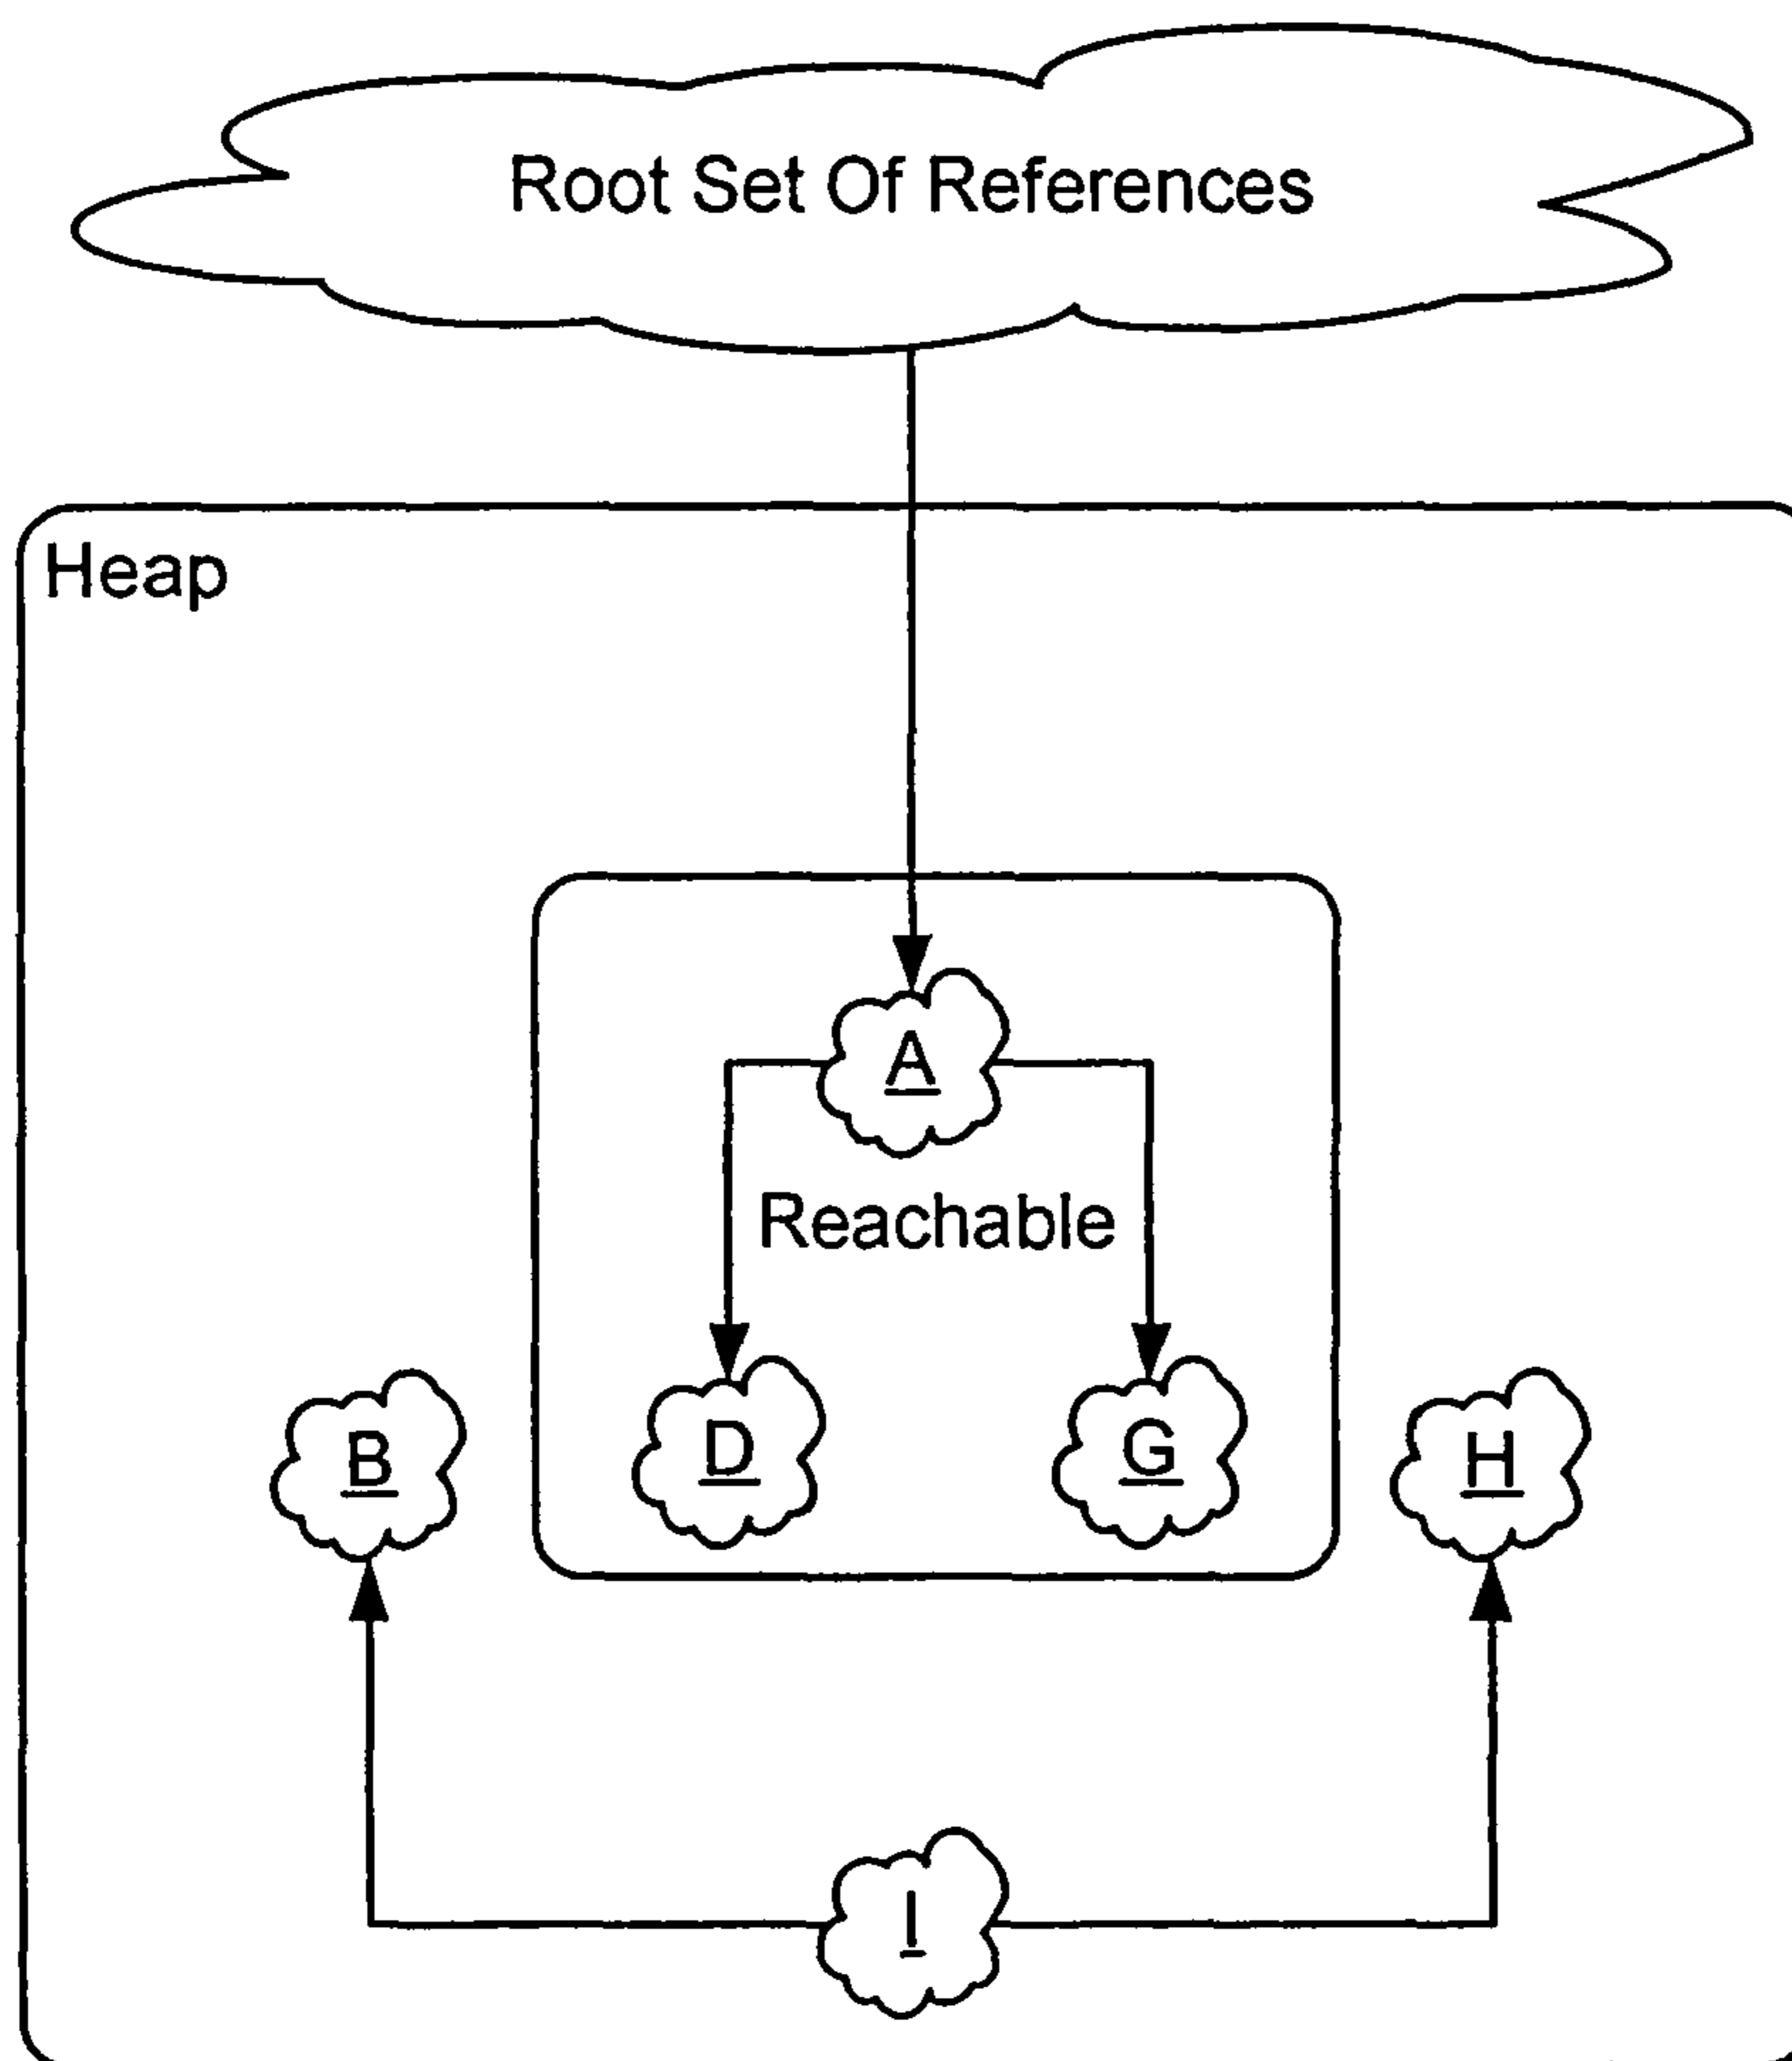 Root Set Of References
Heap
A
Reachable
B
D
G
H
I